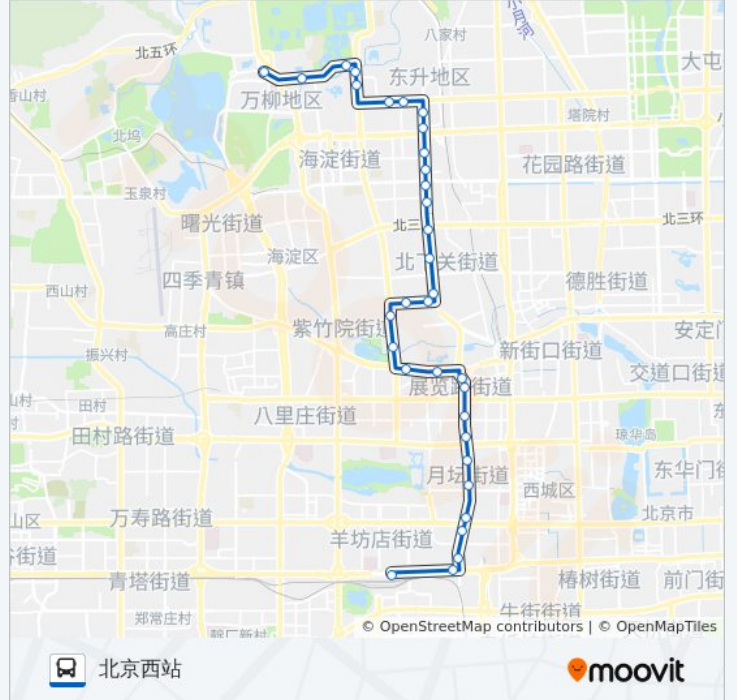 小月河
八家村
北五环
大屯
东升地区
香山村
万柳地区
塔院村
北坞
海淀街道
花园路街道
玉泉村
曙光街道
北三
北三环
海淀区
北下关街道
四季青镇
德胜街道
西山村
高庄村
紫竹院街道
安定门
新街口街道
振兴村
交道口街道
展览路街道
田村
八里庄街道
田村路街道
琼华岛
月坛街道
东华门街
西城区
万寿路街道
北京市
山区
羊坊店街道
青塔街道
椿树街道
前门街
郑常庄村
牛街街道
© OpenStreetMap contributors | © OpenMapTiles
北京西站
moovit